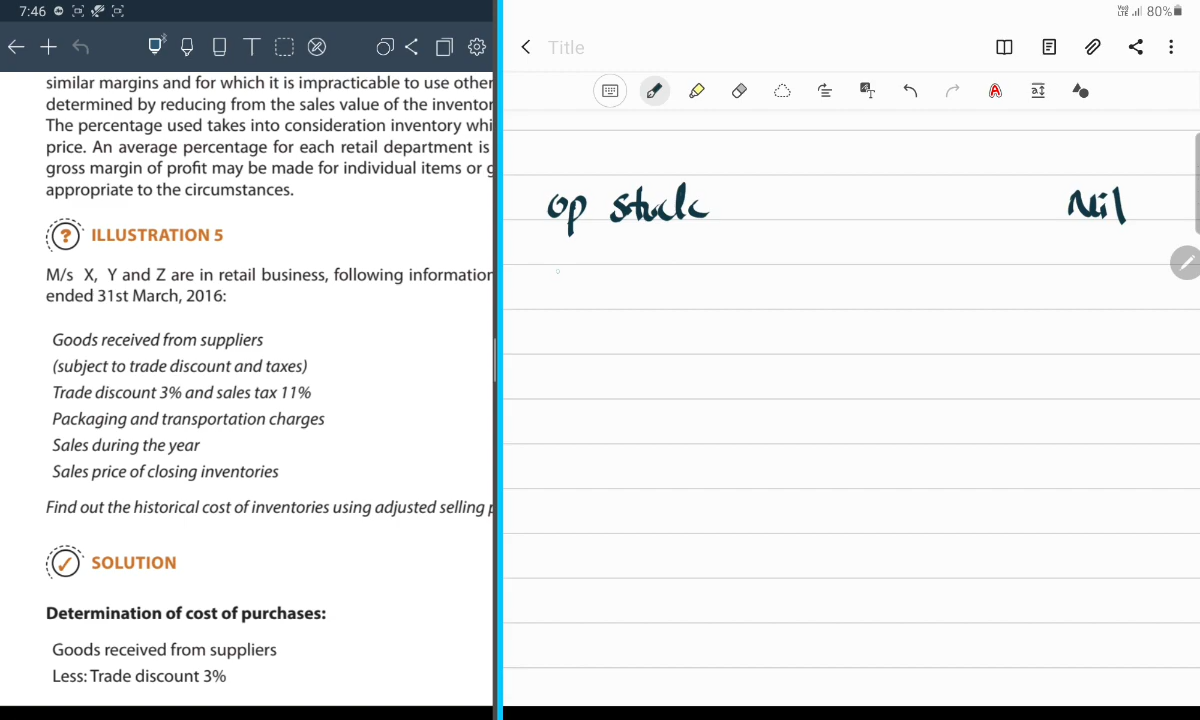 7:46
VoD LTE 80%
Title
similar margins and for which it is impracticable to use other
determined by reducing from the sales value of the inventor
The percentage used takes into consideration inventory whi
price. An average percentage for each retail department is
gross margin of profit may be made for individual items or g
appropriate to the circumstances.
? ILLUSTRATION 5
M/s X, Y and Z are in retail business, following information
ended 31st March, 2016:
Goods received from suppliers
(subject to trade discount and taxes)
Trade discount 3% and sales tax 11%
Packaging and transportation charges
Sales during the year
Sales price of closing inventories
Find out the historical cost of inventories using adjusted selling p
SOLUTION
Determination of cost of purchases:
Goods received from suppliers
Less: Trade discount 3%
op stock Nil